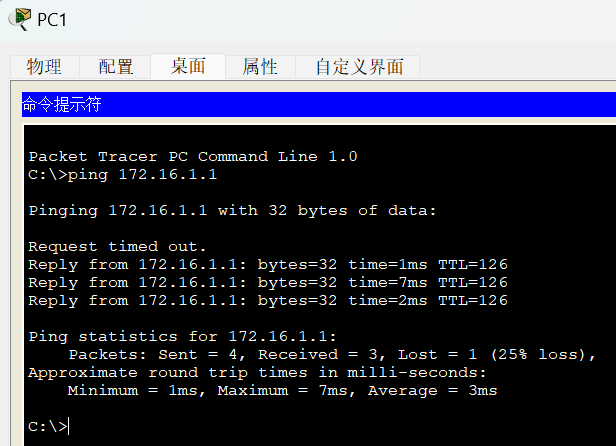 PC1
物理 配置 桌面 属性 自定义界面
命令提示符
Packet Tracer PC Command Line 1.0
C:\>ping 172.16.1.1
Pinging 172.16.1.1 with 32 bytes of data:
Request timed out.
Reply from 172.16.1.1: bytes=32 time=1ms TTL=126
Reply from 172.16.1.1: bytes=32 time=7ms TTL=126
Reply from 172.16.1.1: bytes=32 time=2ms TTL=126
Ping statistics for 172.16.1.1:
Packets: Sent = 4, Received = 3, Lost = 1 (25% loss),
Approximate round trip times in milli-seconds:
Minimum = 1ms, Maximum = 7ms, Average = 3ms
C:\>